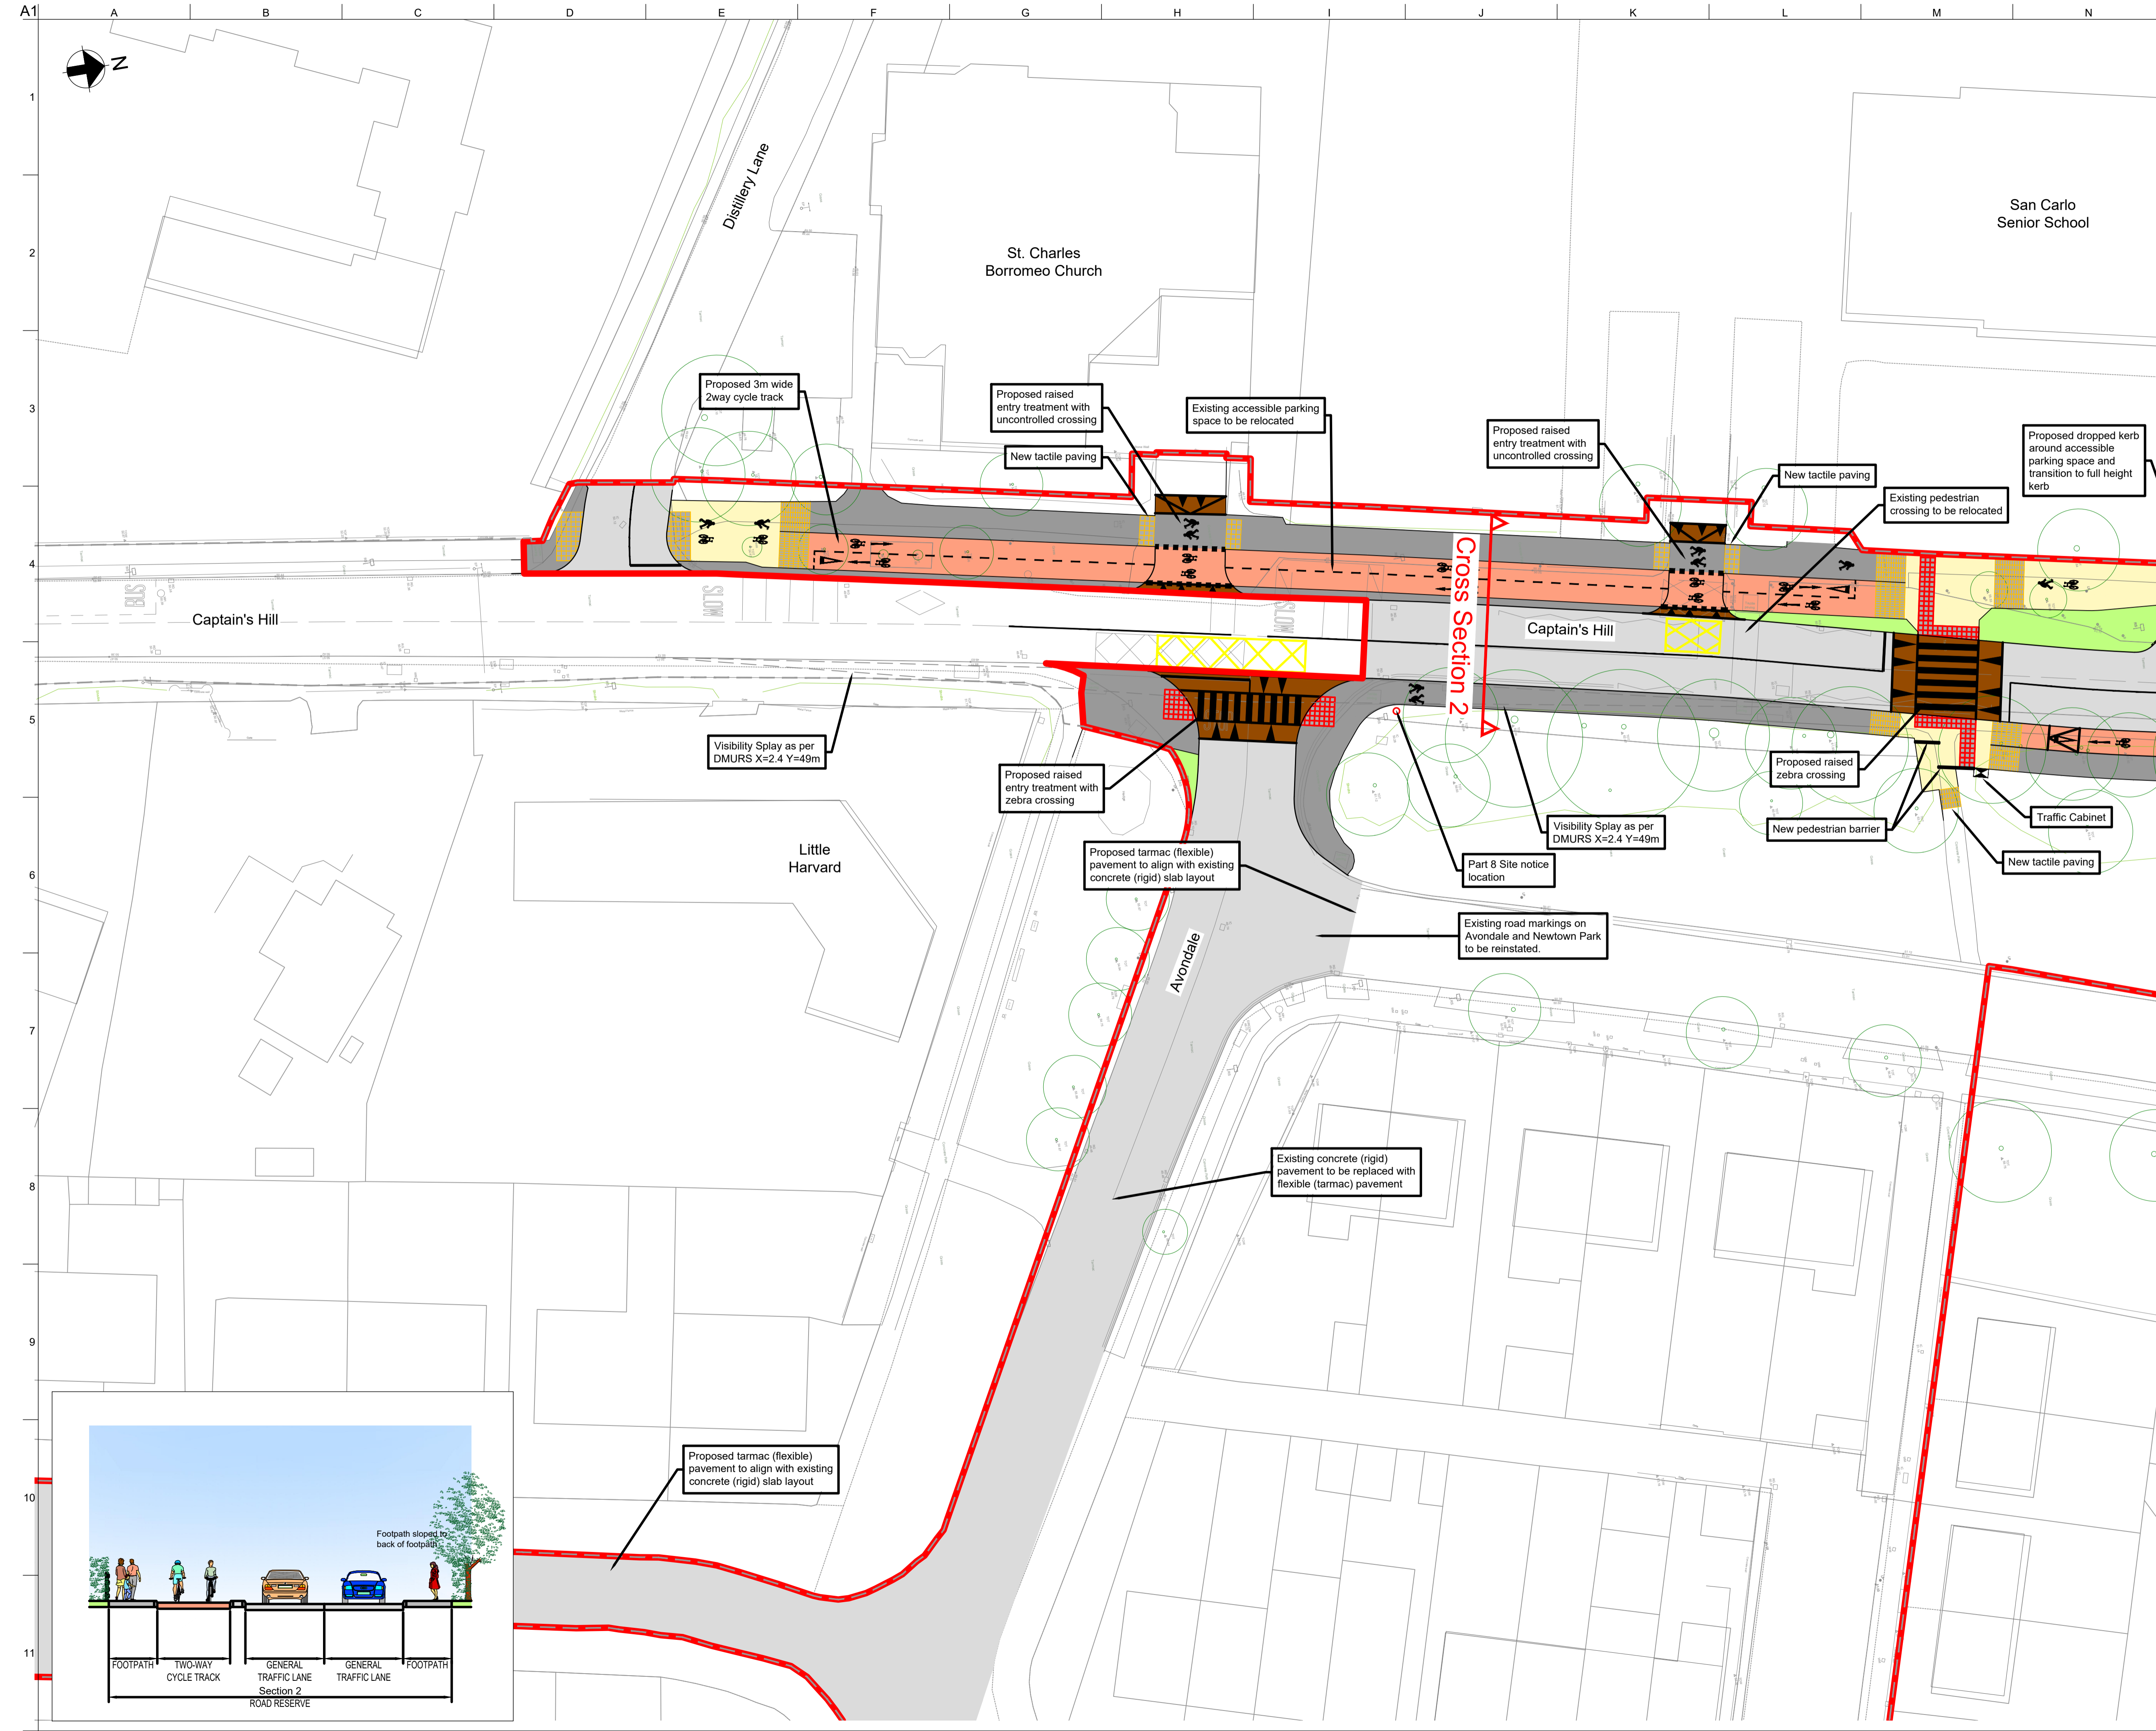 A1
A B C D E F G H I J K L M N
N
1
2
3
4
5
6
7
8
9
10
11
Distillery Lane
St. Charles
Borromeo Church
San Carlo
Senior School
Proposed 3m wide
2way cycle track
Proposed raised
entry treatment with
uncontrolled crossing
New tactile paving
Existing accessible parking
space to be relocated
Proposed raised
entry treatment with
uncontrolled crossing
New tactile paving
Existing pedestrian
crossing to be relocated
Proposed dropped kerb
around accessible
parking space and
transition to full height
kerb
Captain's Hill
SLOW
SLOW
Cross Section 2
Captain's Hill
Visibility Splay as per
DMURS X=2.4 Y=49m
Proposed raised
entry treatment with
zebra crossing
Proposed raised
zebra crossing
New pedestrian barrier
Traffic Cabinet
New tactile paving
Visibility Splay as per
DMURS X=2.4 Y=49m
Part 8 Site notice
location
Little
Harvard
Proposed tarmac (flexible)
pavement to align with existing
concrete (rigid) slab layout
Existing road markings on
Avondale and Newtown Park
to be reinstated.
Avondale
Existing concrete (rigid)
pavement to be replaced with
flexible (tarmac) pavement
Proposed tarmac (flexible)
pavement to align with existing
concrete (rigid) slab layout
Footpath sloped to
back of footpath
FOOTPATH
TWO-WAY
CYCLE TRACK
GENERAL
TRAFFIC LANE
GENERAL
TRAFFIC LANE
FOOTPATH
Section 2
ROAD RESERVE